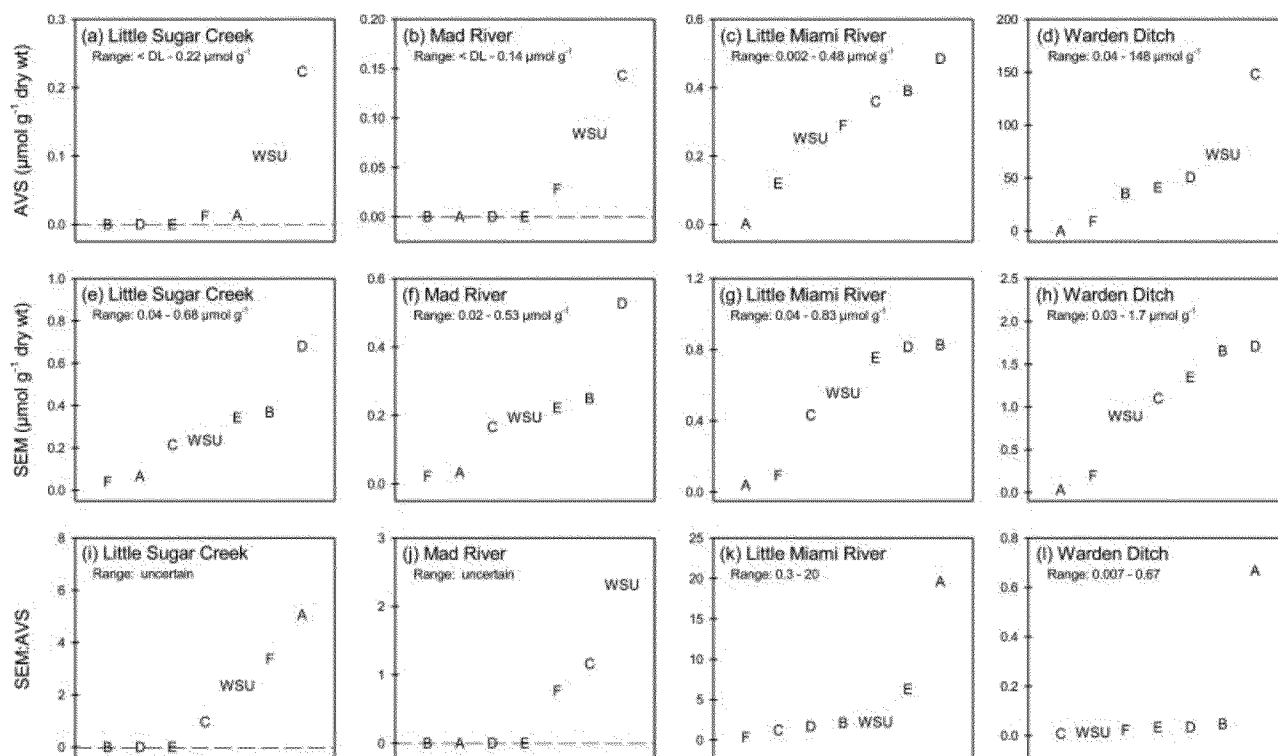 (a) Little Sugar Creek
Range: < DL - 0.22 µmol g⁻¹
AVS (µmol g⁻¹ dry wt)
0.3
0.2
0.1
0.0
B D E F A WSU C
(b) Mad River
Range: < DL - 0.14 µmol g⁻¹
0.20
0.15
0.10
0.05
0.00
B A D E F WSU C
(c) Little Miami River
Range: 0.002 - 0.48 µmol g⁻¹
0.6
0.4
0.2
0.0
A E WSU F C B D
(d) Warden Ditch
Range: 0.04 - 148 µmol g⁻¹
200
150
100
50
0
A F B E D WSU C
(e) Little Sugar Creek
Range: 0.04 - 0.68 µmol g⁻¹
SEM (µmol g⁻¹ dry wt)
1.0
0.8
0.6
0.4
0.2
0.0
F A C WSU E B D
(f) Mad River
Range: 0.02 - 0.53 µmol g⁻¹
0.6
0.4
0.2
0.0
F A C WSU E B D
(g) Little Miami River
Range: 0.04 - 0.83 µmol g⁻¹
1.2
0.8
0.4
0.0
A F C WSU E D B
(h) Warden Ditch
Range: 0.03 - 1.7 µmol g⁻¹
2.5
2.0
1.5
1.0
0.5
0.0
A F WSU C E B D
(i) Little Sugar Creek
Range: uncertain
SEM:AVS
8
6
4
2
0
B D E C WSU F A
(j) Mad River
Range: uncertain
3
2
1
0
B A D E F C WSU
(k) Little Miami River
Range: 0.3 - 20
25
20
15
10
5
0
F C D B WSU E A
(l) Warden Ditch
Range: 0.007 - 0.67
0.8
0.6
0.4
0.2
0.0
C WSU F E D B A